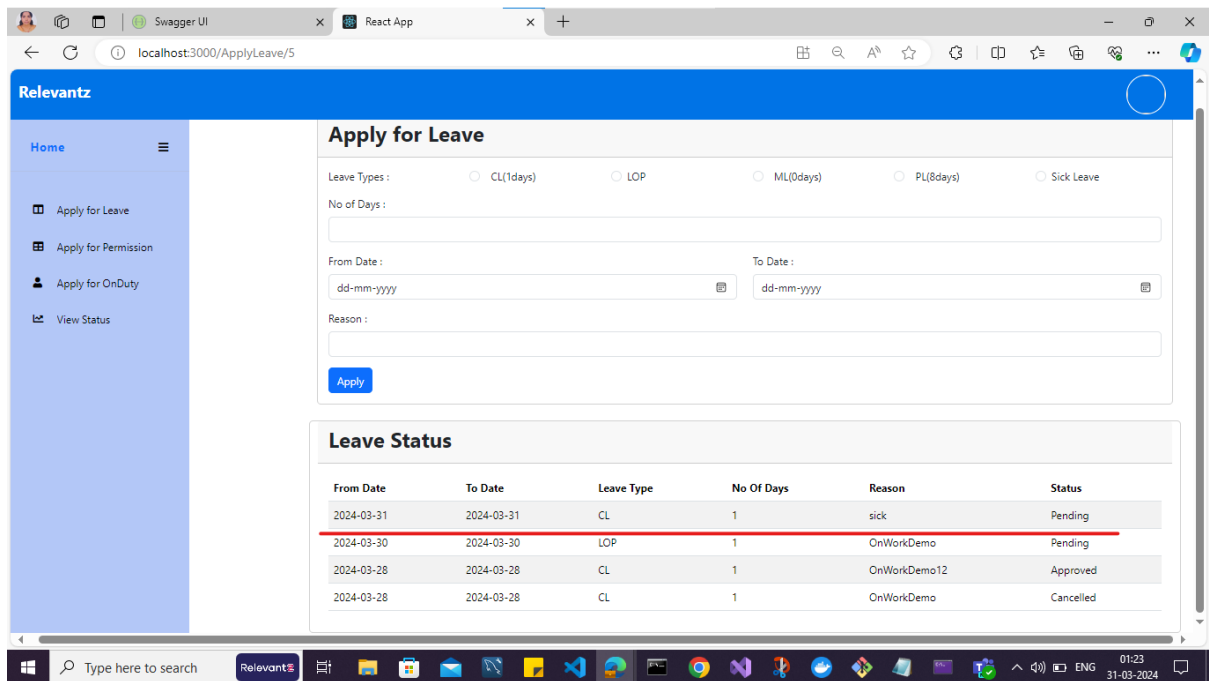 Swagger UI React App
localhost:3000/ApplyLeave/5
Relevantz
Home
Apply for Leave
Apply for Permission
Apply for OnDuty
View Status
Apply for Leave
Leave Types : CL(1days) LOP ML(0days) PL(8days) Sick Leave
No of Days :
From Date : To Date :
dd-mm-yyyy dd-mm-yyyy
Reason :
Apply
Leave Status
From Date To Date Leave Type No Of Days Reason Status
2024-03-31 2024-03-31 CL 1 sick Pending
2024-03-30 2024-03-30 LOP 1 OnWorkDemo Pending
2024-03-28 2024-03-28 CL 1 OnWorkDemo12 Approved
2024-03-28 2024-03-28 CL 1 OnWorkDemo Cancelled
Type here to search Relevants ENG 01:23
31-03-2024